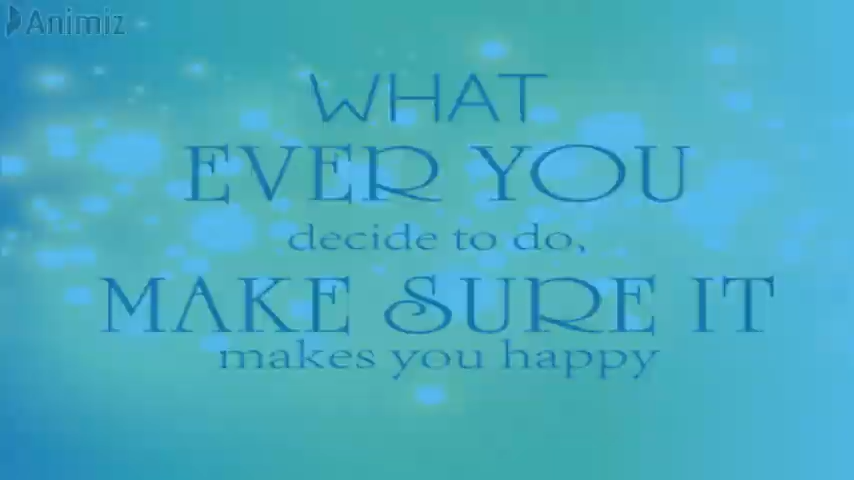 Animiz
WHAT
EVER YOU
decide to do,
MAKE SURE IT
makes you happy